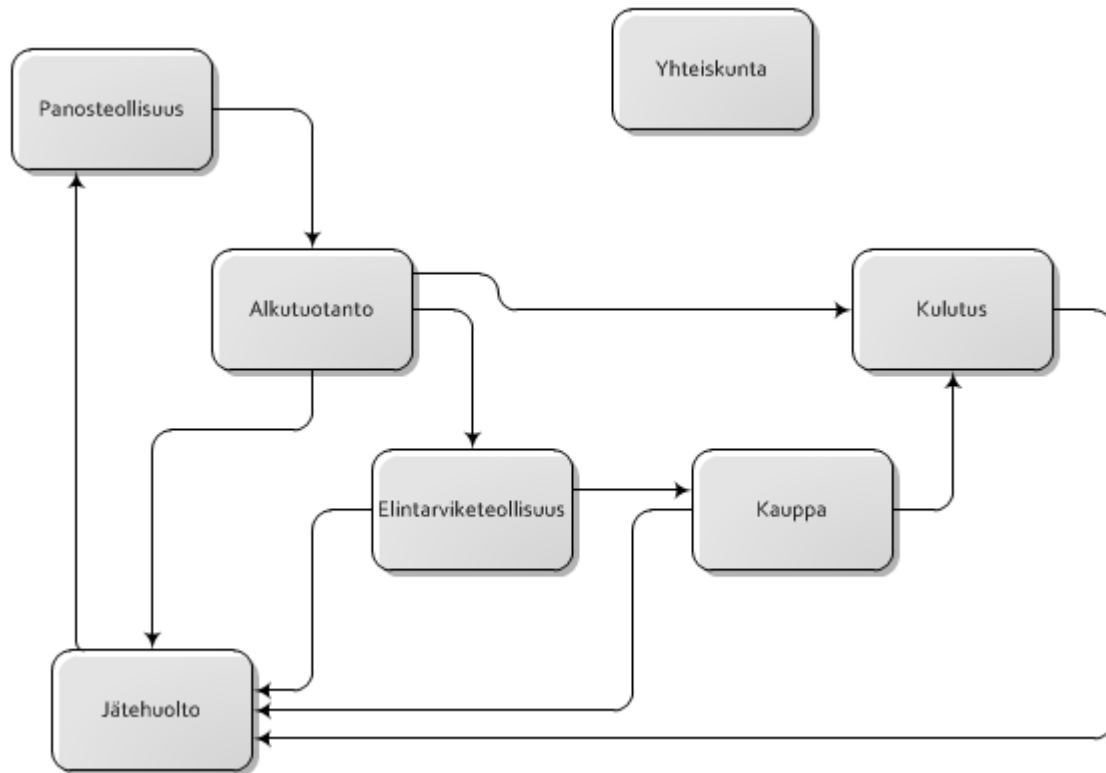 Yhteiskunta
Panosteollisuus
Alkutuotanto
Kulutus
Elintarviketeollisuus
Kauppa
Jätehuolto